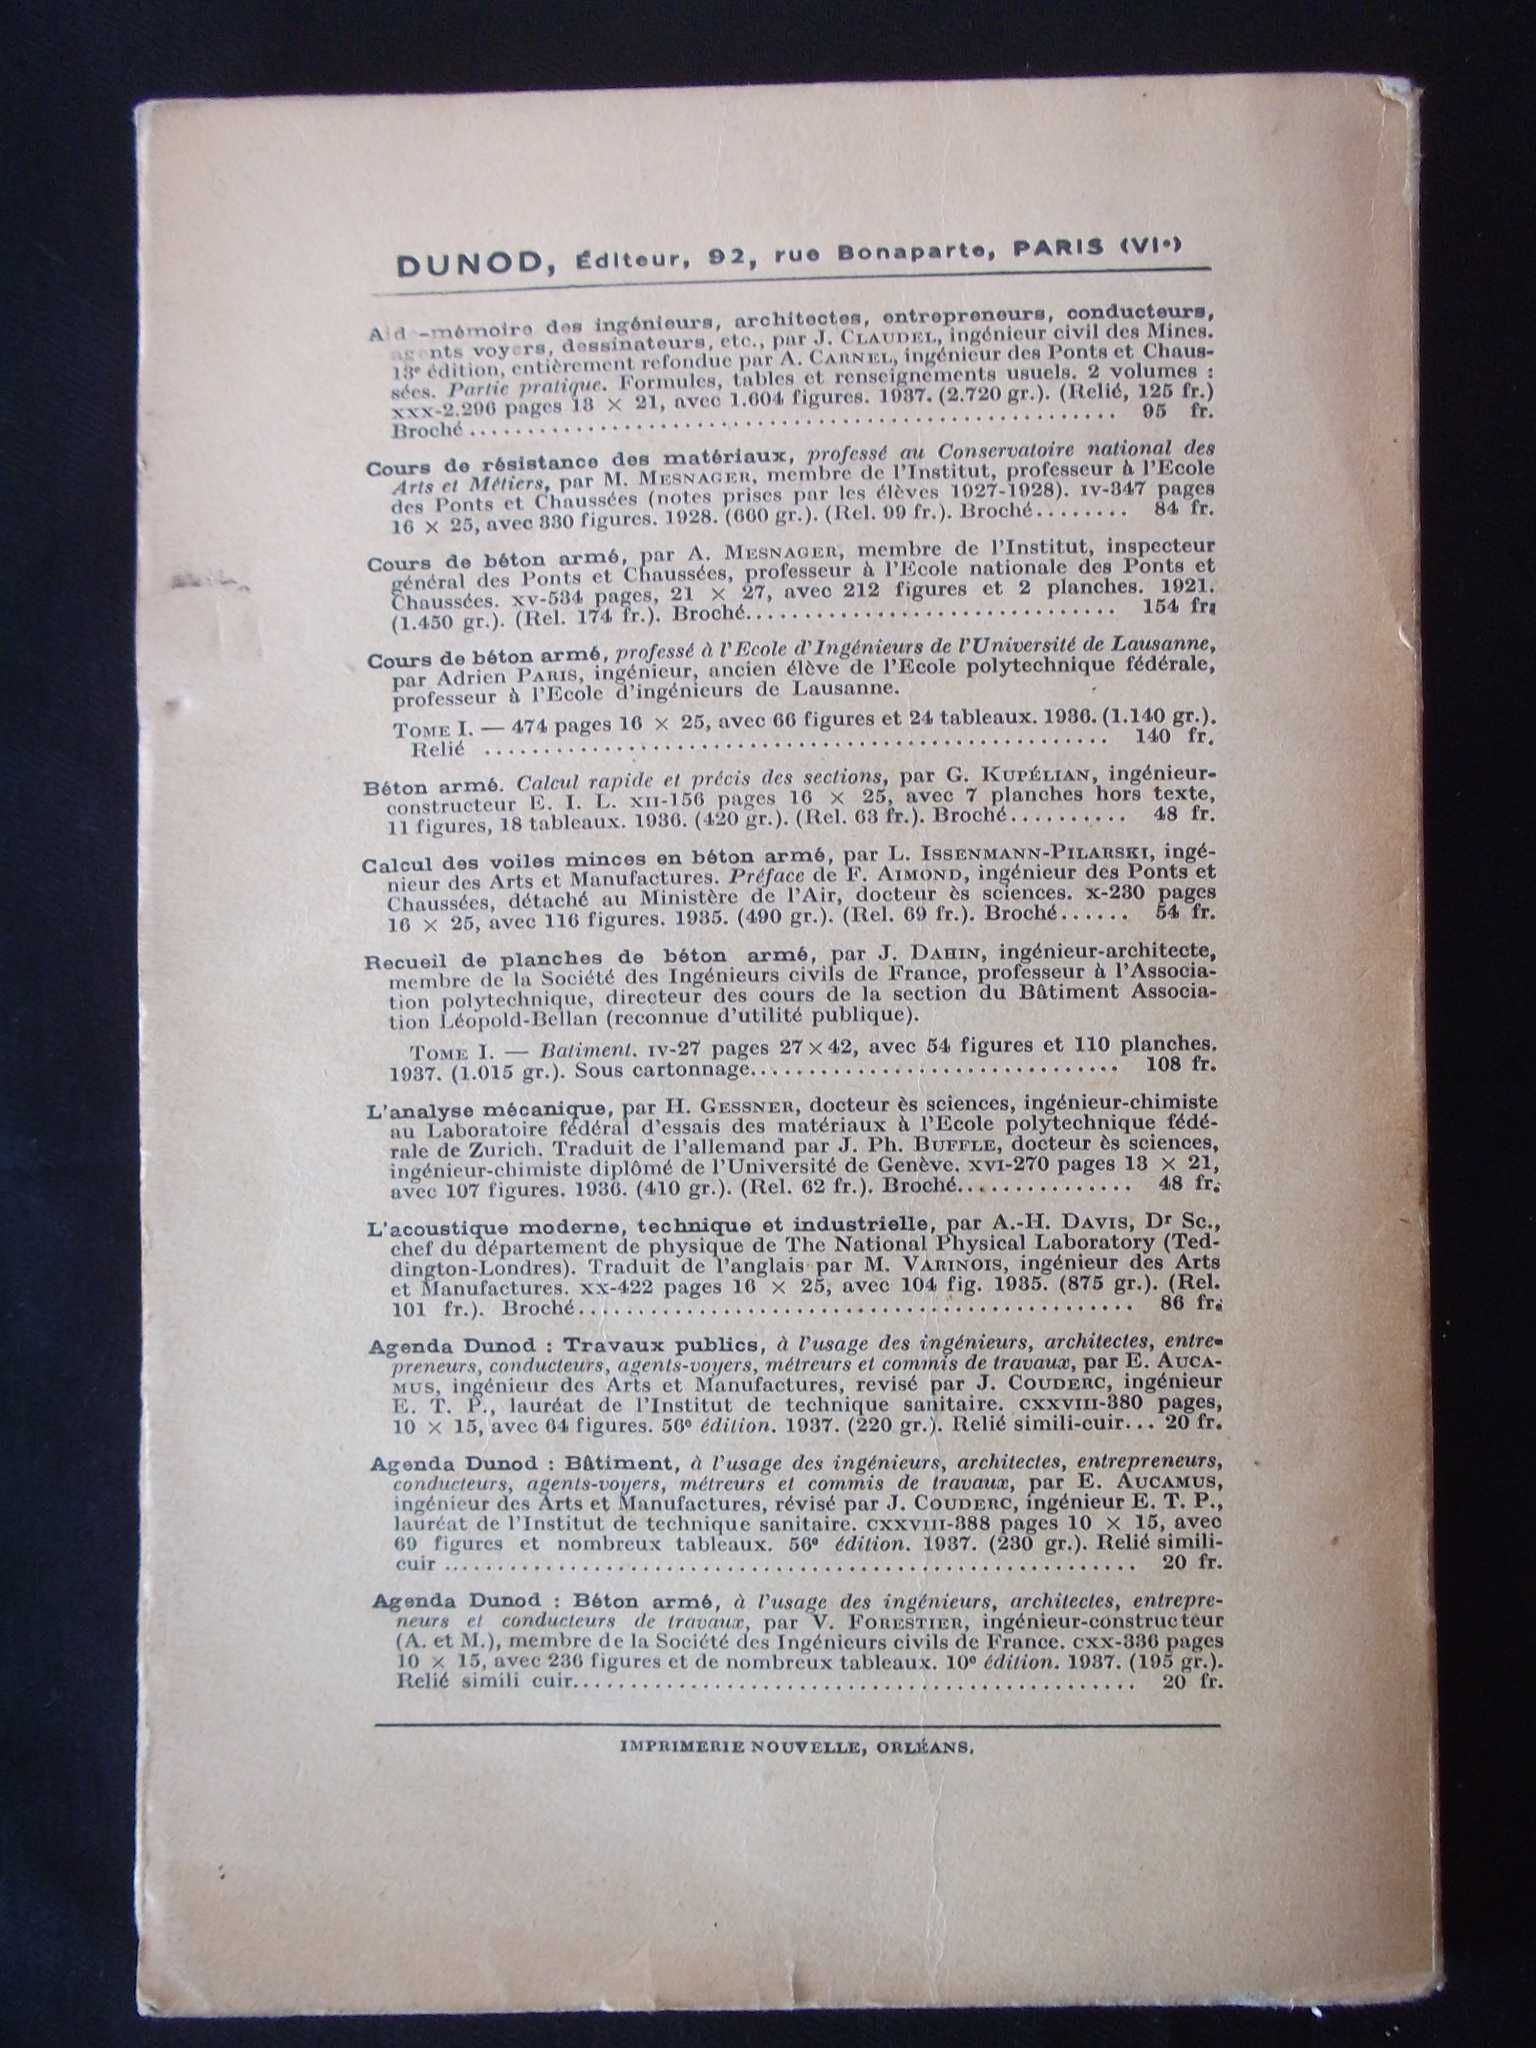 DUNOD, Éditeur, 92, rue Bonaparte, PARIS (VIe)
Aide-mémoire des ingénieurs, architectes, entrepreneurs, conducteurs,
agents voyers, dessinateurs, etc., par J. CLAUDEL, ingénieur civil des Mines.
13e édition, entièrement refondue par A. CARNEL, ingénieur des Ponts et Chaus-
sées. Partie pratique. Formules, tables et renseignements usuels. 2 volumes :
XXX-2.296 pages 13 × 21, avec 1.604 figures. 1937. (2.720 gr.). (Relié, 125 fr.)
Broché .......... 95 fr.
Cours de résistance des matériaux, professé au Conservatoire national des
Arts et Métiers, par M. MESNAGER, membre de l'Institut, professeur à l'Ecole
des Ponts et Chaussées (notes prises par les élèves 1927-1928). IV-347 pages
16 × 25, avec 330 figures. 1928. (660 gr.). (Rel. 99 fr.). Broché........ 84 fr.
Cours de béton armé, par A. MESNAGER, membre de l'Institut, inspecteur
général des Ponts et Chaussées, professeur à l'Ecole nationale des Ponts et
Chaussées. XV-534 pages, 21 × 27, avec 212 figures et 2 planches. 1921.
(1.450 gr.). (Rel. 174 fr.). Broché.......... 154 fr.
Cours de béton armé, professé à l'Ecole d'Ingénieurs de l'Université de Lausanne,
par Adrien PARIS, ingénieur, ancien élève de l'Ecole polytechnique fédérale,
professeur à l'Ecole d'ingénieurs de Lausanne.
TOME I. — 474 pages 16 × 25, avec 66 figures et 24 tableaux. 1936. (1.140 gr.).
Relié .......... 140 fr.
Béton armé. Calcul rapide et précis des sections, par G. KUPÉLIAN, ingénieur-
constructeur E. I. L. XII-156 pages 16 × 25, avec 7 planches hors texte,
11 figures, 18 tableaux. 1936. (420 gr.). (Rel. 63 fr.). Broché.......... 48 fr.
Calcul des voiles minces en béton armé, par L. ISSENMANN-PILARSKI, ingé-
nieur des Arts et Manufactures. Préface de F. AIMOND, ingénieur des Ponts et
Chaussées, détaché au Ministère de l'Air, docteur ès sciences. X-230 pages
16 × 25, avec 116 figures. 1935. (490 gr.). (Rel. 69 fr.). Broché...... 54 fr.
Recueil de planches de béton armé, par J. DAHIN, ingénieur-architecte,
membre de la Société des Ingénieurs civils de France, professeur à l'Associa-
tion polytechnique, directeur des cours de la section du Bâtiment Associa-
tion Léopold-Bellan (reconnue d'utilité publique).
TOME I. — Batiment. IV-27 pages 27×42, avec 54 figures et 110 planches.
1937. (1.015 gr.). Sous cartonnage.......... 108 fr.
L'analyse mécanique, par H. GESSNER, docteur ès sciences, ingénieur-chimiste
au Laboratoire fédéral d'essais des matériaux à l'Ecole polytechnique fédé-
rale de Zurich. Traduit de l'allemand par J. Ph. BUFFLE, docteur ès sciences,
ingénieur-chimiste diplômé de l'Université de Genève. XVI-270 pages 13 × 21,
avec 107 figures. 1936. (410 gr.). (Rel. 62 fr.). Broché.......... 48 fr.
L'acoustique moderne, technique et industrielle, par A.-H. DAVIS, Dr Sc.,
chef du département de physique de The National Physical Laboratory (Ted-
dington-Londres). Traduit de l'anglais par M. VARINOIS, ingénieur des Arts
et Manufactures. XX-422 pages 16 × 25, avec 104 fig. 1935. (875 gr.). (Rel.
101 fr.). Broché.......... 86 fr.
Agenda Dunod : Travaux publics, à l'usage des ingénieurs, architectes, entre-
preneurs, conducteurs, agents-voyers, métreurs et commis de travaux, par E. AUCA-
MUS, ingénieur des Arts et Manufactures, revisé par J. COUDERC, ingénieur
E. T. P., lauréat de l'Institut de technique sanitaire. CXXVIII-380 pages,
10 × 15, avec 64 figures. 56e édition. 1937. (220 gr.). Relié simili-cuir... 20 fr.
Agenda Dunod : Bâtiment, à l'usage des ingénieurs, architectes, entrepreneurs,
conducteurs, agents-voyers, métreurs et commis de travaux, par E. AUCAMUS,
ingénieur des Arts et Manufactures, révisé par J. COUDERC, ingénieur E. T. P.,
lauréat de l'Institut de technique sanitaire. CXXVIII-388 pages 10 × 15, avec
69 figures et nombreux tableaux. 56e édition. 1937. (230 gr.). Relié simili-
cuir .......... 20 fr.
Agenda Dunod : Béton armé, à l'usage des ingénieurs, architectes, entrepre-
neurs et conducteurs de travaux, par V. FORESTIER, ingénieur-constructeur
(A. et M.), membre de la Société des Ingénieurs civils de France. CXX-336 pages
10 × 15, avec 236 figures et de nombreux tableaux. 10e édition. 1937. (195 gr.).
Relié simili cuir.......... 20 fr.
IMPRIMERIE NOUVELLE, ORLÉANS.